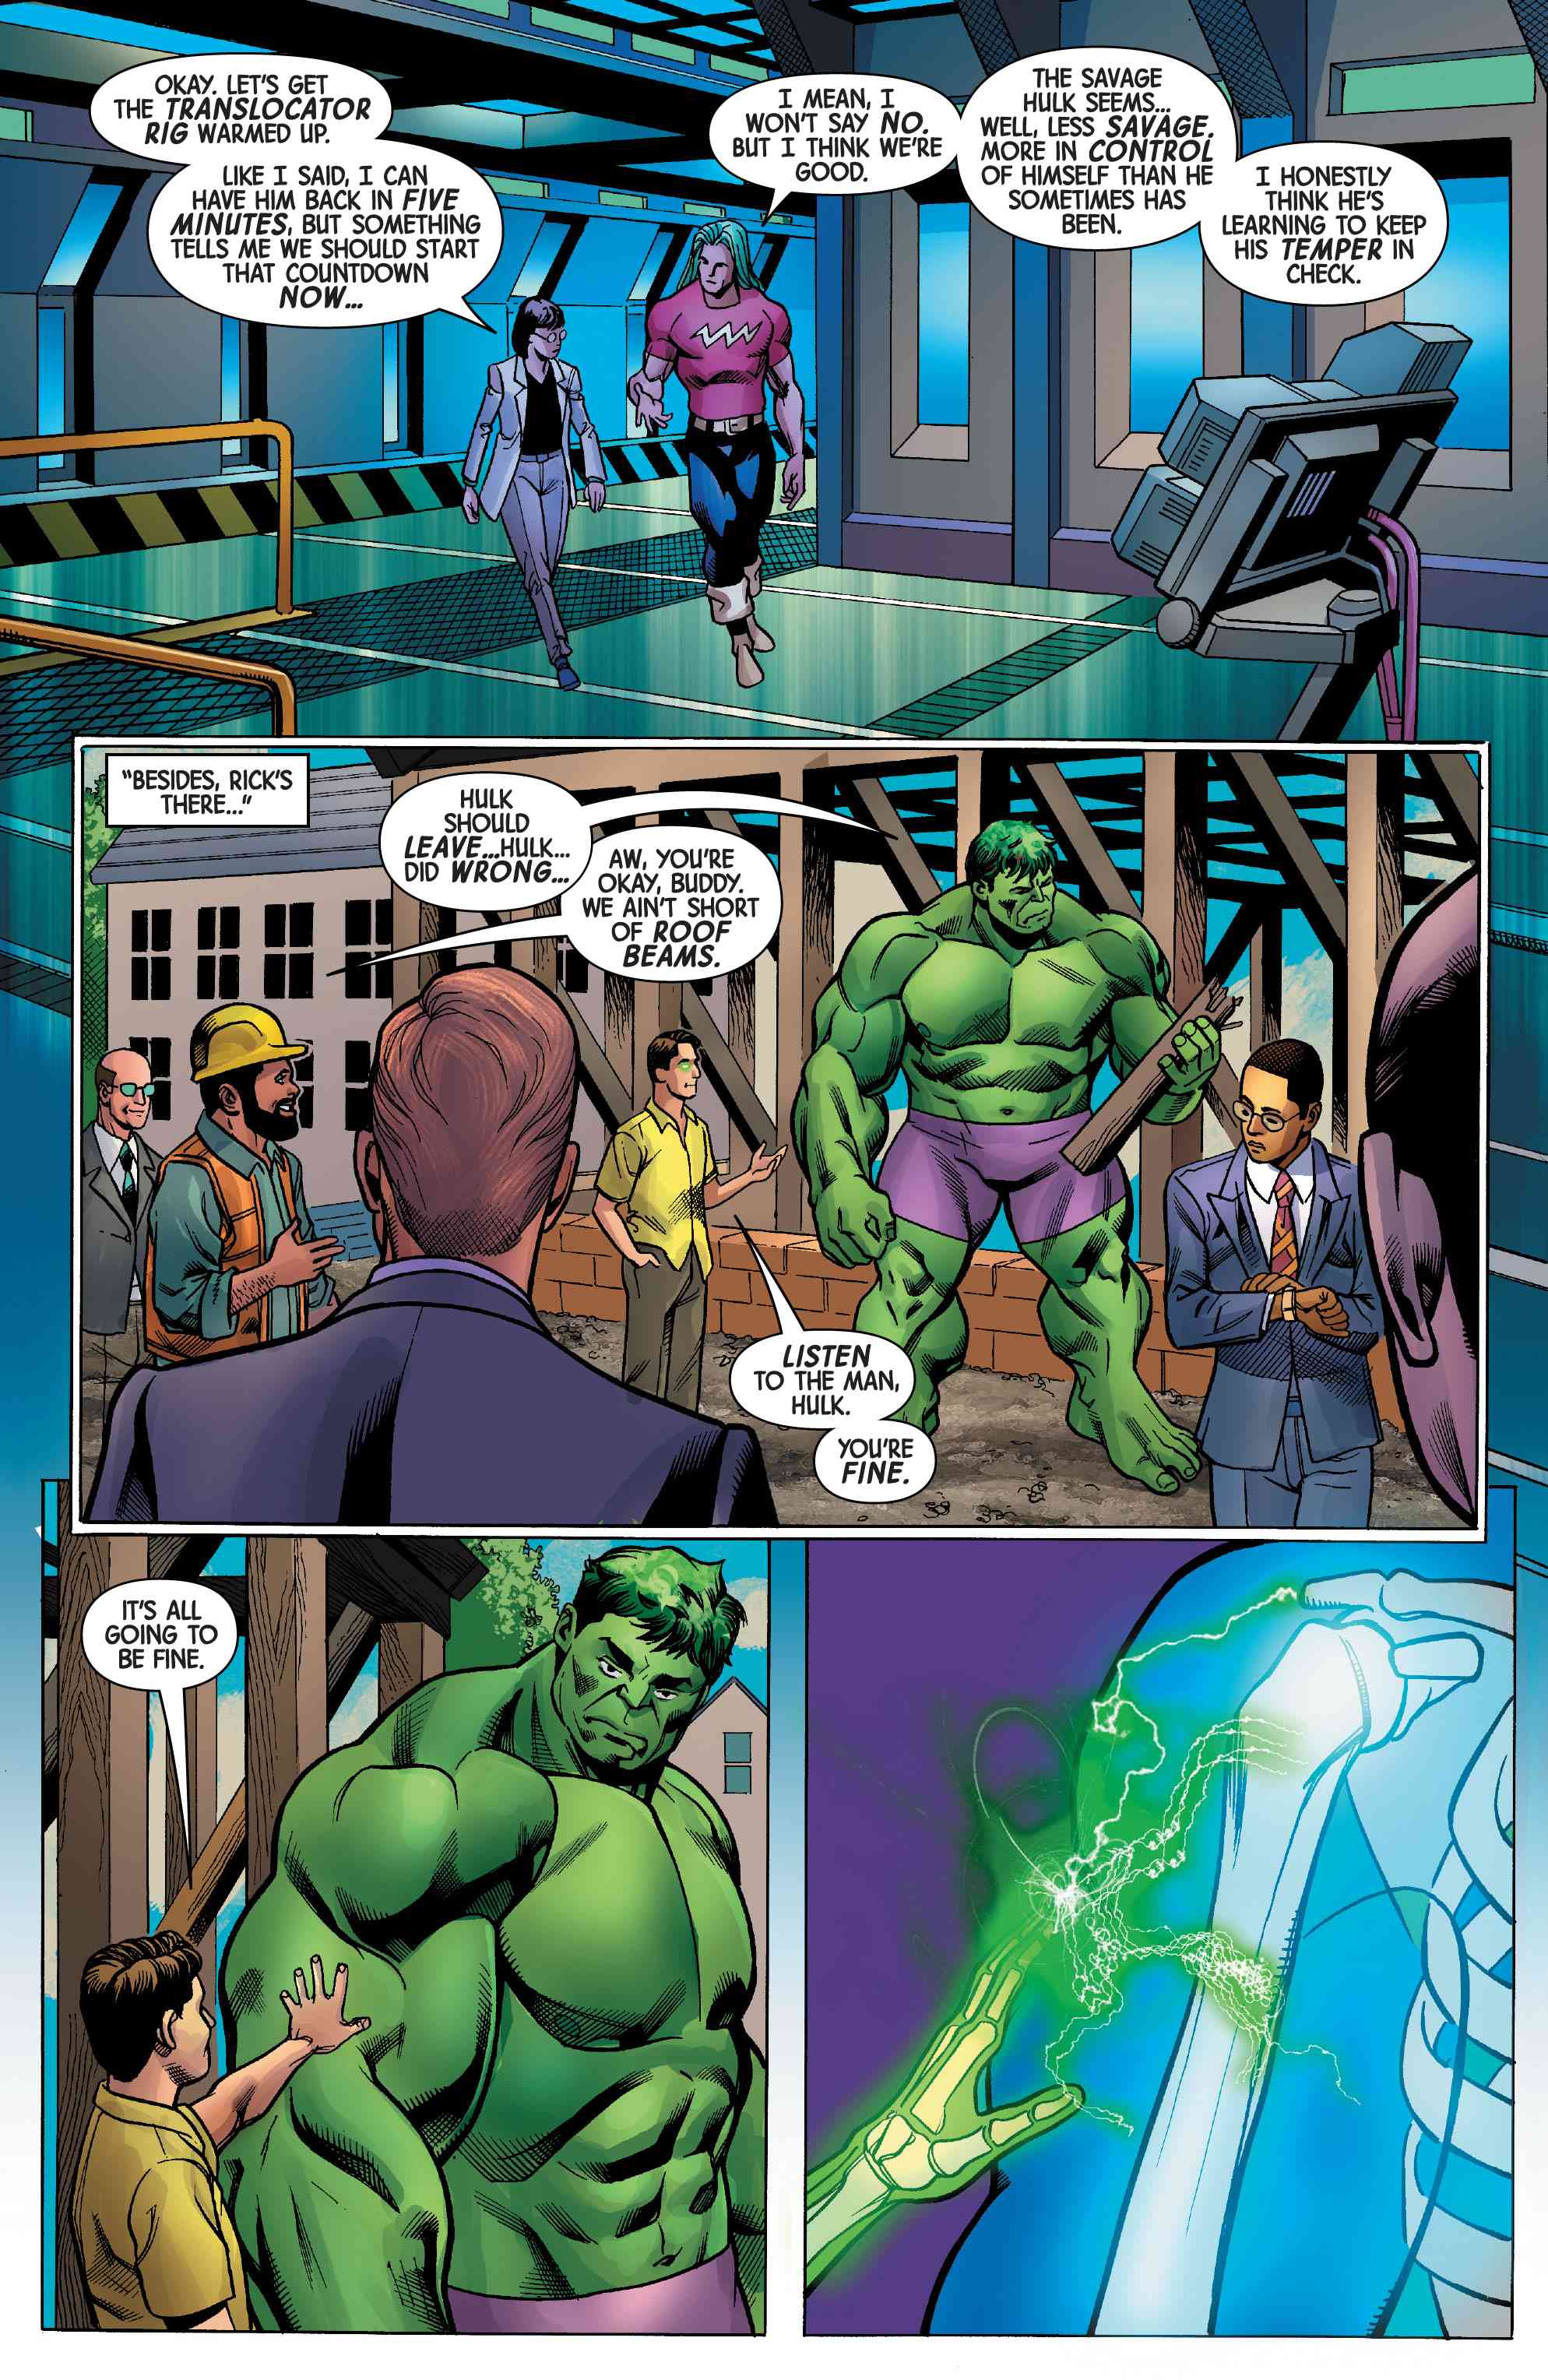 OKAY. LET'S GET
THE TRANSLOCATOR
RIG WARMED UP.
LIKE I SAID, I CAN
HAVE HIM BACK IN FIVE
MINUTES, BUT SOMETHING
TELLS ME WE SHOULD START
THAT COUNTDOWN
NOW...
I MEAN, I
WON'T SAY NO.
BUT I THINK WE'RE
GOOD.
THE SAVAGE
HULK SEEMS...
WELL, LESS SAVAGE.
MORE IN CONTROL
OF HIMSELF THAN HE
SOMETIMES HAS
BEEN.
I HONESTLY
THINK HE'S
LEARNING TO KEEP
HIS TEMPER IN
CHECK.
"BESIDES, RICK'S
THERE..."
HULK
SHOULD
LEAVE...HULK...
DID WRONG...
AW, YOU'RE
OKAY, BUDDY.
WE AIN'T SHORT
OF ROOF
BEAMS.
LISTEN
TO THE MAN,
HULK.
YOU'RE
FINE.
IT'S ALL
GOING TO
BE FINE.